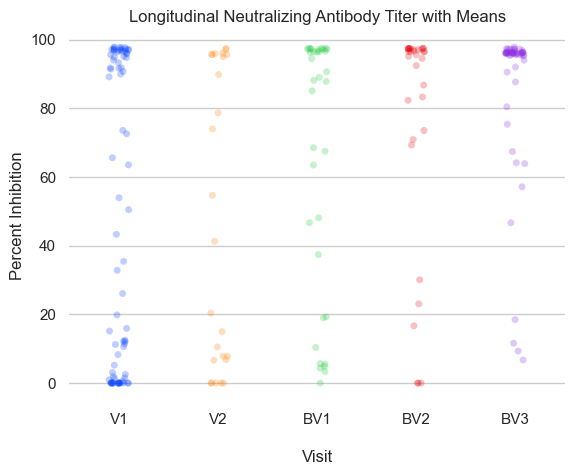 Longitudinal Neutralizing Antibody Titer with Means
100
80
60
40
20
0
Percent Inhibition
V1 V2 BV1 BV2 BV3
Visit